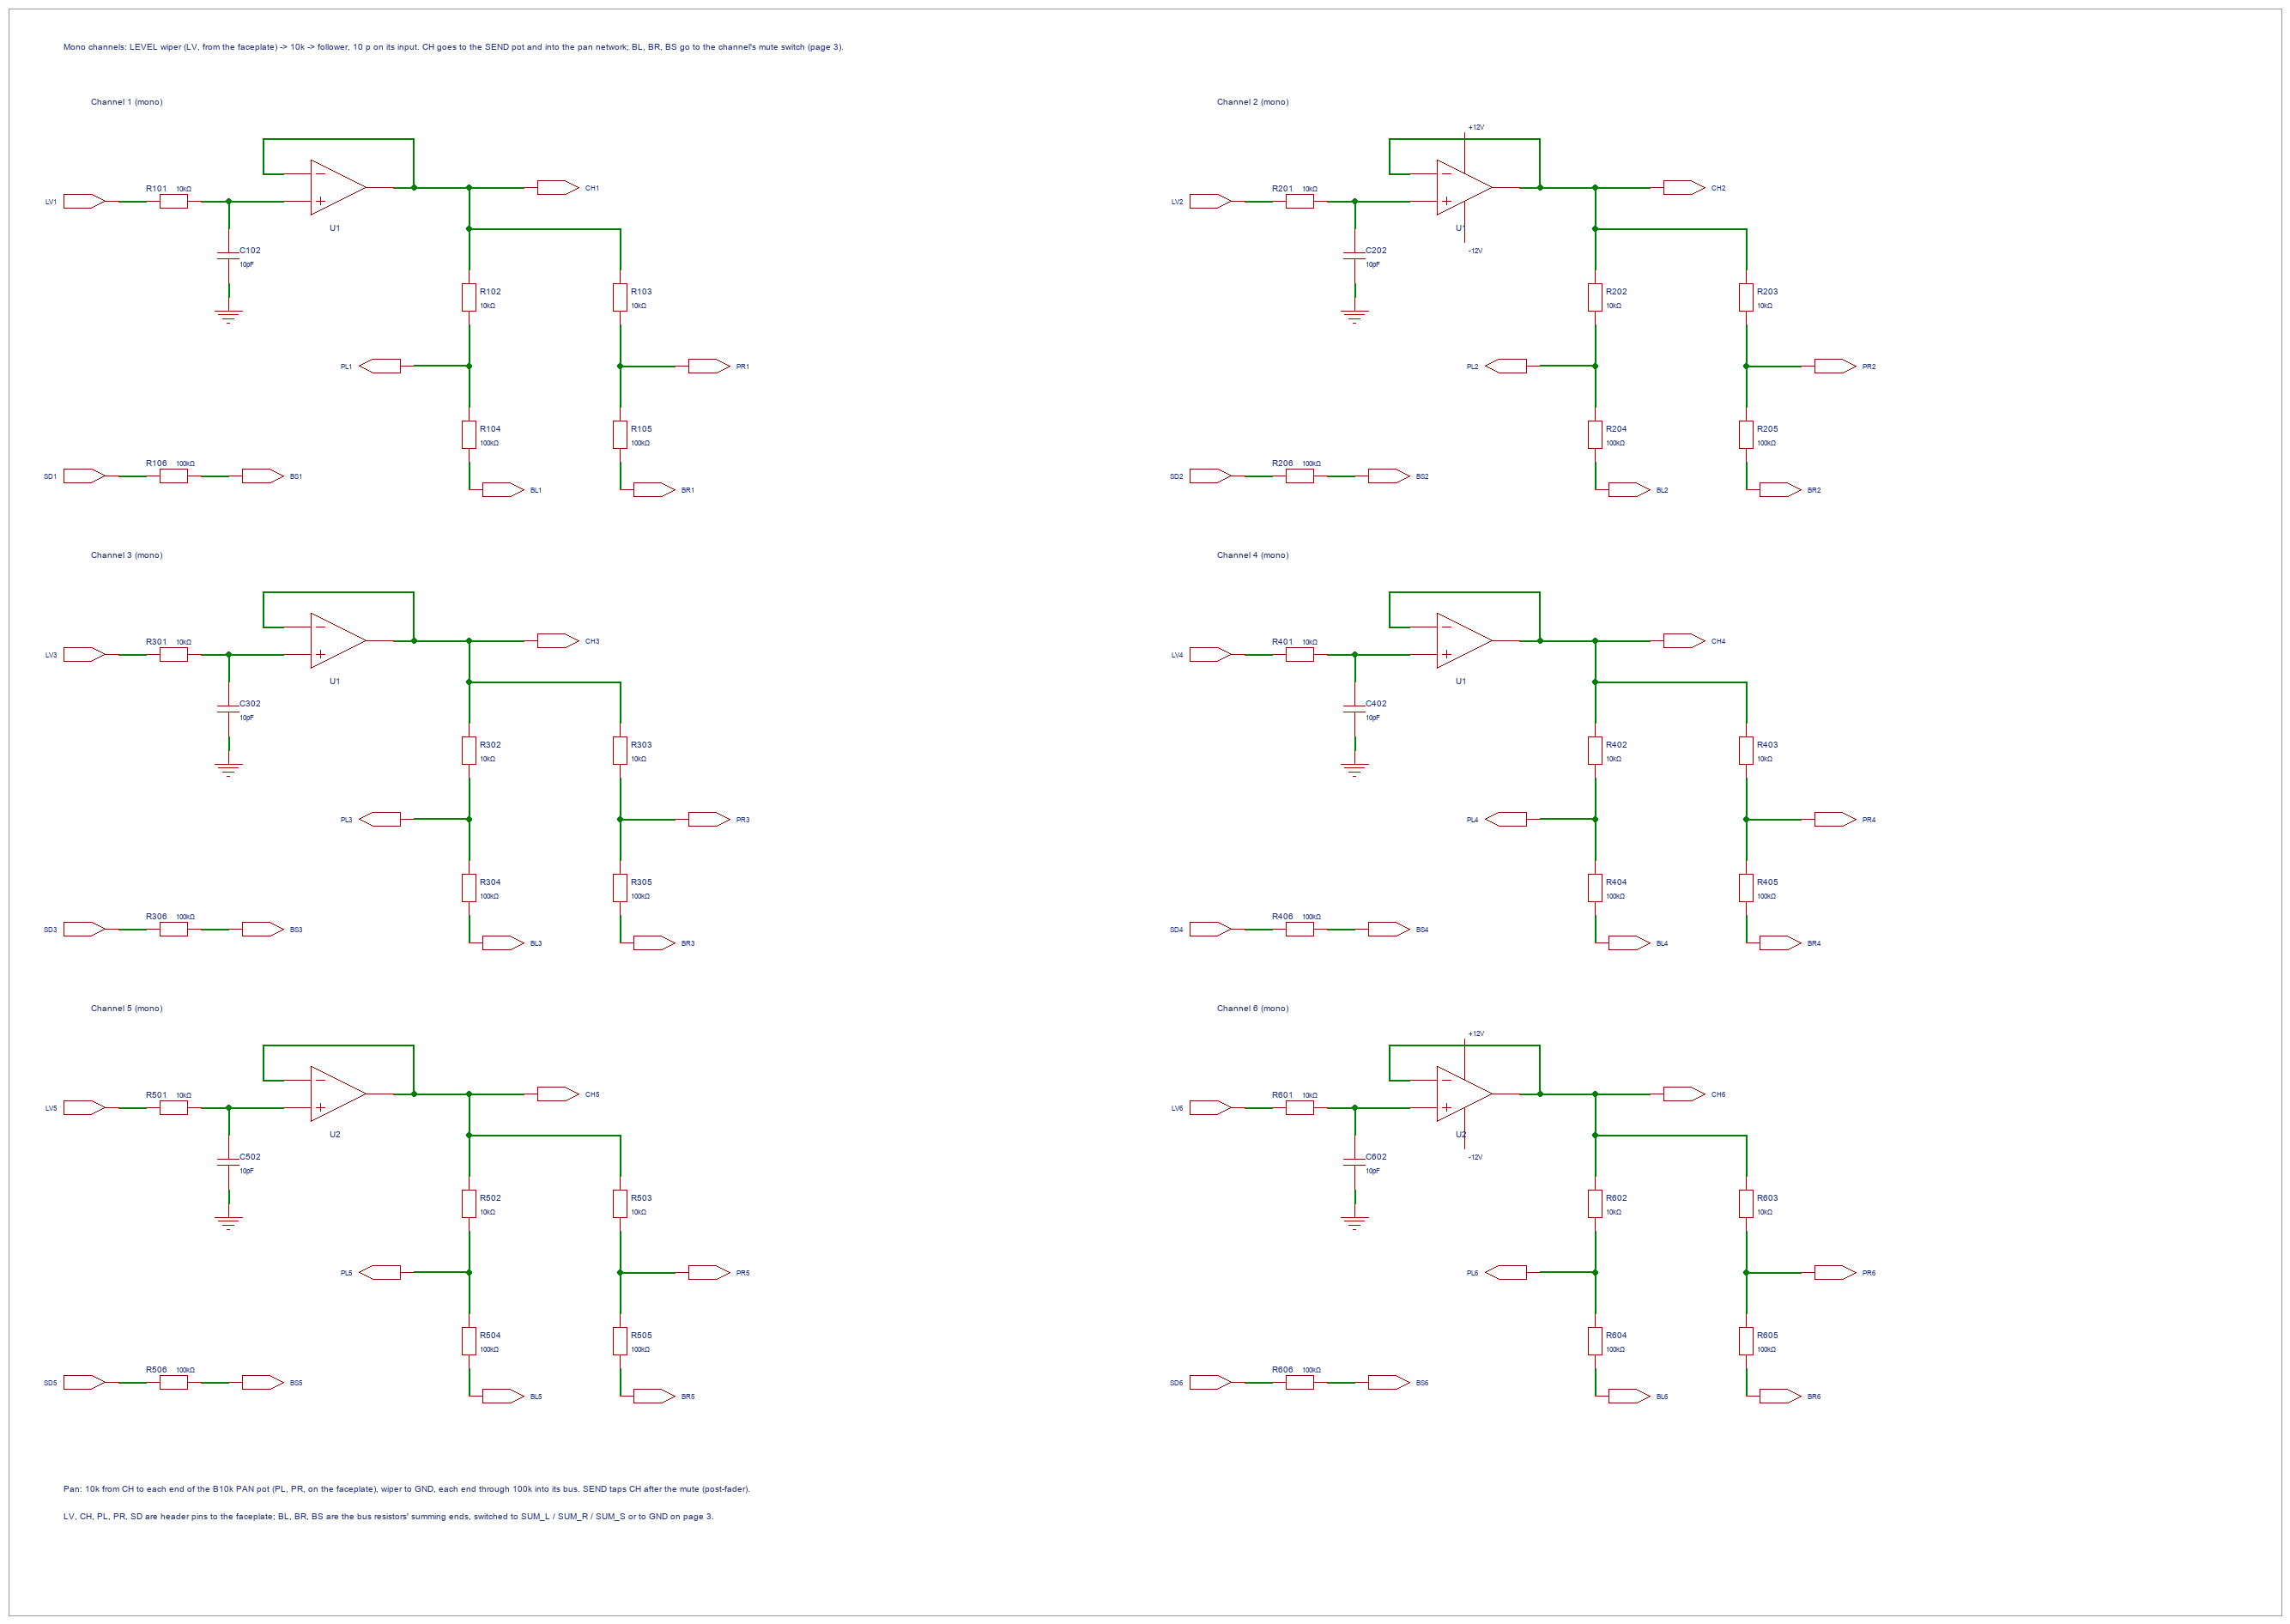 Mono channels: LEVEL wiper (LV, from the faceplate) -> 10k -> follower, 10 p on its input. CH goes to the SEND pot and into the pan network; BL, BR, BS go to the channel's mute switch (page 3).
Channel 1 (mono)
LV1
R101 10kΩ
C102
10pF
U1
CH1
R102
10kΩ
R103
10kΩ
PL1
PR1
R104
100kΩ
R105
100kΩ
SD1
R106 100kΩ
BS1
BL1
BR1
Channel 2 (mono)
+12V
LV2
R201 10kΩ
C202
10pF
U1
-12V
CH2
R202
10kΩ
R203
10kΩ
PL2
PR2
R204
100kΩ
R205
100kΩ
SD2
R206 100kΩ
BS2
BL2
BR2
Channel 3 (mono)
LV3
R301 10kΩ
C302
10pF
U1
CH3
R302
10kΩ
R303
10kΩ
PL3
PR3
R304
100kΩ
R305
100kΩ
SD3
R306 100kΩ
BS3
BL3
BR3
Channel 4 (mono)
LV4
R401 10kΩ
C402
10pF
U1
CH4
R402
10kΩ
R403
10kΩ
PL4
PR4
R404
100kΩ
R405
100kΩ
SD4
R406 100kΩ
BS4
BL4
BR4
Channel 5 (mono)
LV5
R501 10kΩ
C502
10pF
U2
CH5
R502
10kΩ
R503
10kΩ
PL5
PR5
R504
100kΩ
R505
100kΩ
SD5
R506 100kΩ
BS5
BL5
BR5
Channel 6 (mono)
+12V
LV6
R601 10kΩ
C602
10pF
U2
-12V
CH6
R602
10kΩ
R603
10kΩ
PL6
PR6
R604
100kΩ
R605
100kΩ
SD6
R606 100kΩ
BS6
BL6
BR6
Pan: 10k from CH to each end of the B10k PAN pot (PL, PR, on the faceplate), wiper to GND, each end through 100k into its bus. SEND taps CH after the mute (post-fader).
LV, CH, PL, PR, SD are header pins to the faceplate; BL, BR, BS are the bus resistors' summing ends, switched to SUM_L / SUM_R / SUM_S or to GND on page 3.